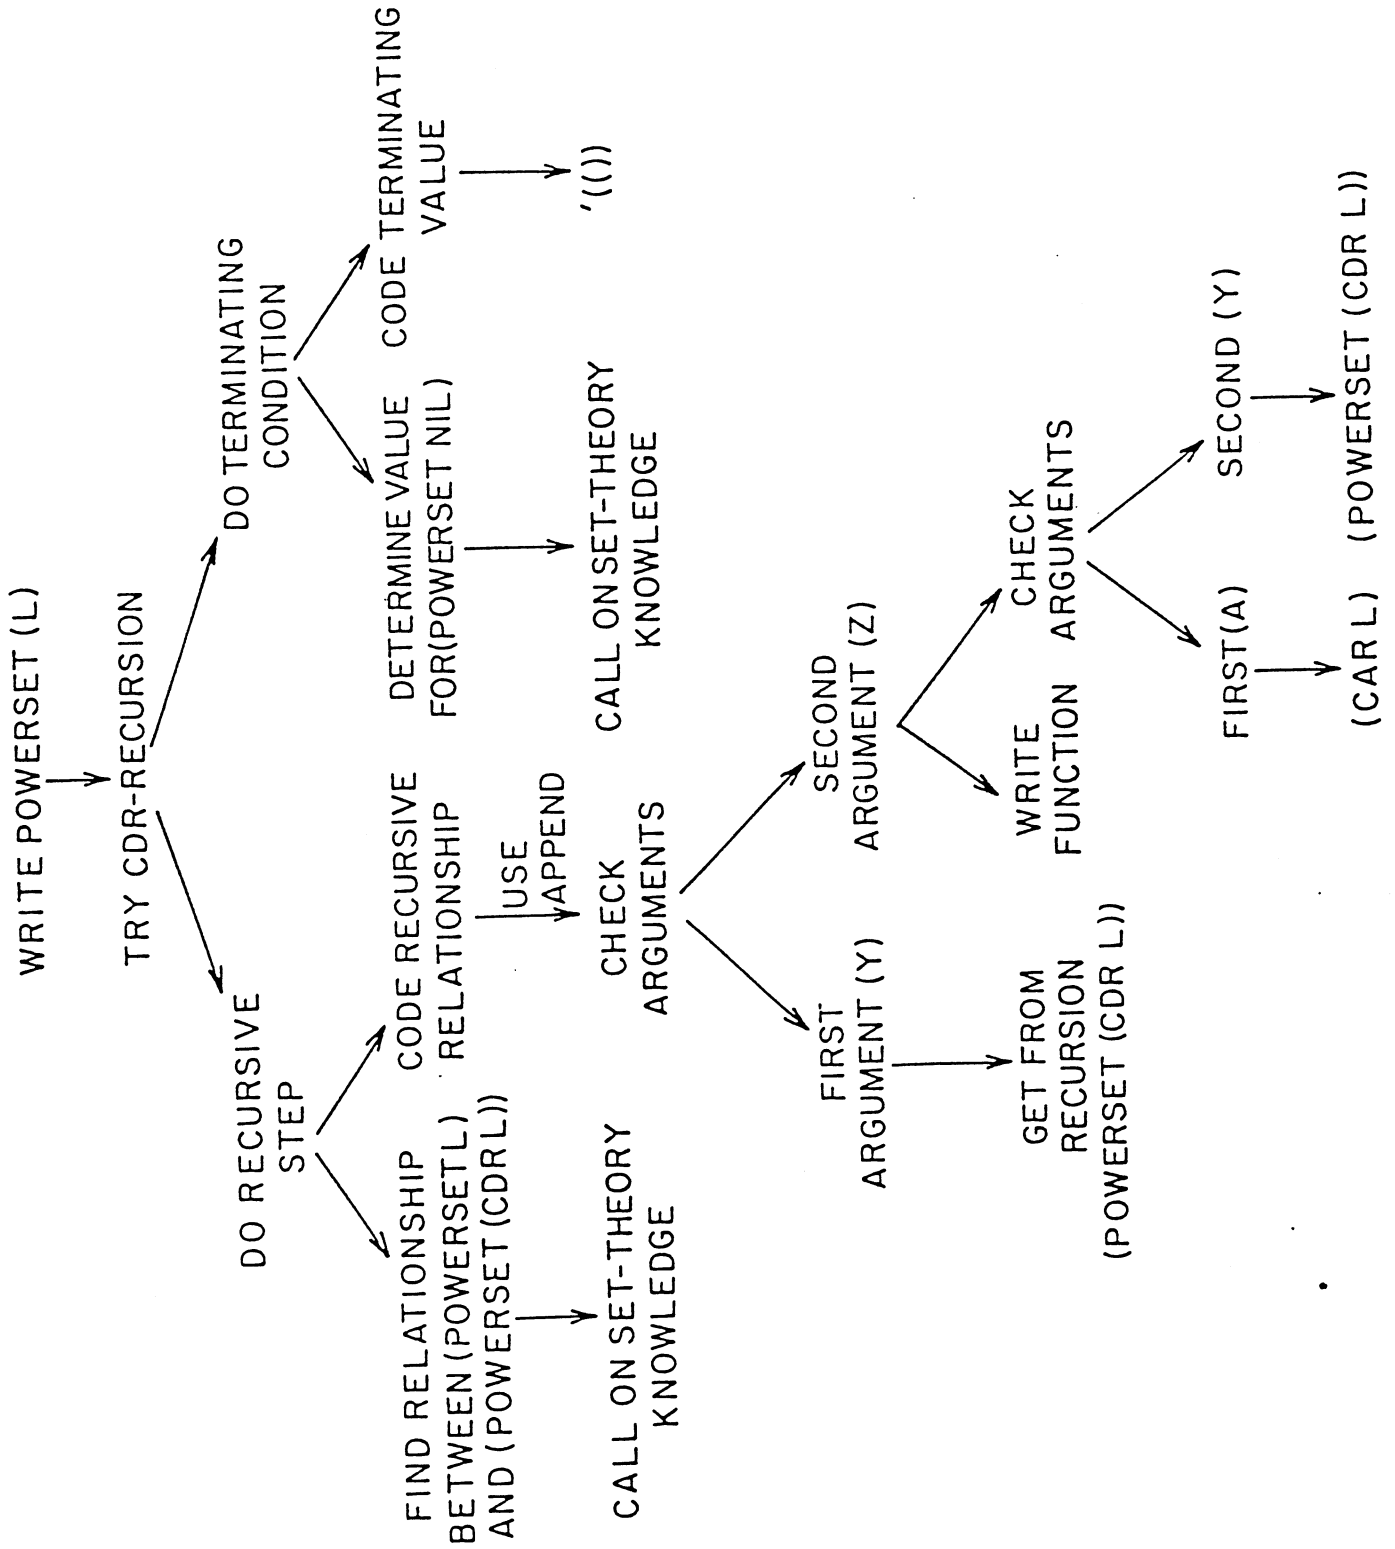 WRITE POWERSET (L)
TRY CDR-RECURSION
DO RECURSIVE
STEP
DO TERMINATING
CONDITION
FIND RELATIONSHIP
BETWEEN (POWERSETL)
AND (POWERSET (CDRL))
CODE RECURSIVE
RELATIONSHIP
DETERMINE VALUE
FOR(POWERSET NIL)
CODE TERMINATING
VALUE
USE
APPEND
CALL ON SET-THEORY
KNOWLEDGE
CHECK
ARGUMENTS
CALL ON SET-THEORY
KNOWLEDGE
'(())
FIRST
ARGUMENT (Y)
SECOND
ARGUMENT (Z)
GET FROM
RECURSION
(POWERSET (CDR L))
WRITE
FUNCTION
CHECK
ARGUMENTS
FIRST(A)
SECOND (Y)
(CAR L)
(POWERSET (CDR L))